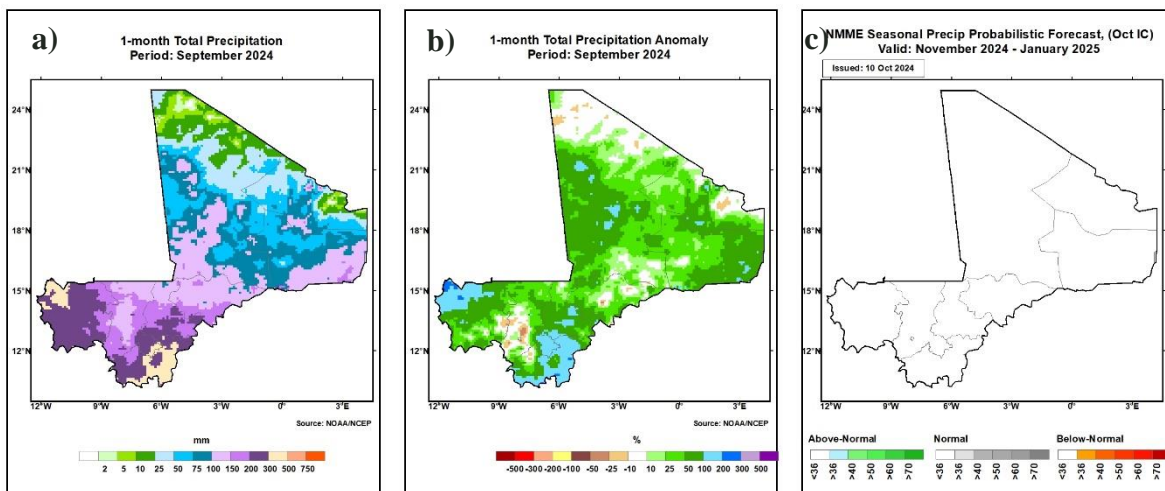 a)
1-month Total Precipitation
Period: September 2024
24°N
21°N
18°N
15°N
12°N
12°W 9°W 6°W 3°W 0° 3°E
Source: NOAA/NCEP
mm
2 5 10 25 50 75 100 150 200 300 500 750
b)
1-month Total Precipitation Anomaly
Period: September 2024
24°N
21°N
18°N
15°N
12°N
12°W 9°W 6°W 3°W 0° 3°E
Source: NOAA/NCEP
%
-500 -300 -200 -100 -50 -25 -10 10 25 50 100 200 300 500
c)
NMME Seasonal Precip Probabilistic Forecast, (Oct IC)
Valid: November 2024 - January 2025
Issued: 10 Oct 2024
24°N
21°N
18°N
15°N
12°N
12°W 9°W 6°W 3°W 0° 3°E
Source: NOAA/NCEP
Above-Normal Normal Below-Normal
<36 >36 >40 >50 >60 >70 <36 >36 >40 >50 >60 >70 <36 >36 >40 >50 >60 >70